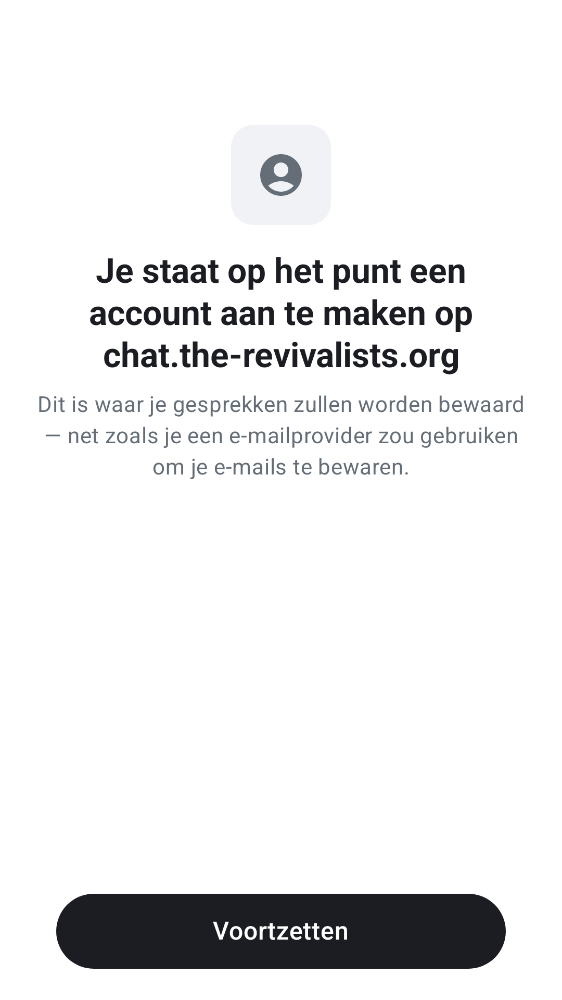 Je staat op het punt een
account aan te maken op
chat.the-revivalists.org
Dit is waar je gesprekken zullen worden bewaard
— net zoals je een e-mailprovider zou gebruiken
om je e-mails te bewaren.
Voortzetten